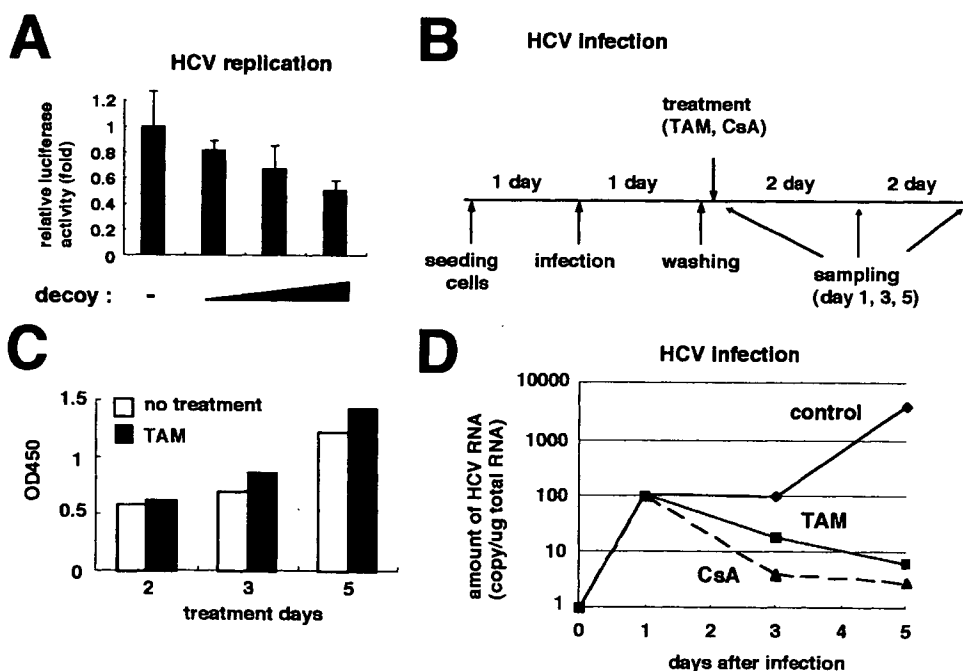 A
HCV replication
relative luciferase
activity (fold)
1.2
1
0.8
0.6
0.4
0.2
0
decoy : -
B
HCV infection
treatment
(TAM, CsA)
1 day
1 day
2 day
2 day
seeding
cells
infection
washing
sampling
(day 1, 3, 5)
C
OD450
1.5
1
0.5
0
no treatment
TAM
2 3 5
treatment days
D
HCV infection
amount of HCV RNA
(copy/ug total RNA)
10000
1000
100
10
1
control
TAM
CsA
0 1 2 3 4 5
days after infection